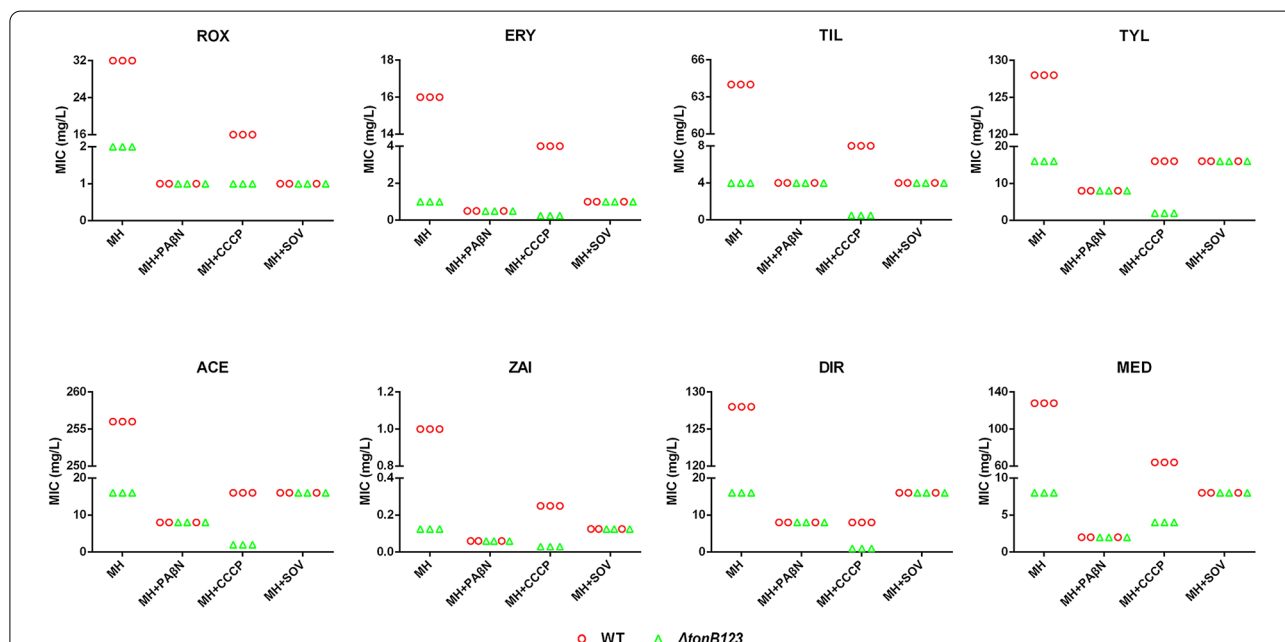 ROX
MIC (mg/L)
32
24
16
2
1
0
MH
MH+PAβN
MH+CCCP
MH+SOV
ERY
MIC (mg/L)
18
16
14
4
2
0
MH
MH+PAβN
MH+CCCP
MH+SOV
TIL
MIC (mg/L)
66
63
60
8
4
0
MH
MH+PAβN
MH+CCCP
MH+SOV
TYL
MIC (mg/L)
130
125
120
20
10
0
MH
MH+PAβN
MH+CCCP
MH+SOV
ACE
MIC (mg/L)
260
255
250
20
10
0
MH
MH+PAβN
MH+CCCP
MH+SOV
ZAI
MIC (mg/L)
1.2
1.0
0.8
0.4
0.2
0.0
MH
MH+PAβN
MH+CCCP
MH+SOV
DIR
MIC (mg/L)
130
125
120
20
10
0
MH
MH+PAβN
MH+CCCP
MH+SOV
MED
MIC (mg/L)
140
100
60
10
5
0
MH
MH+PAβN
MH+CCCP
MH+SOV
WT ΔtonB123